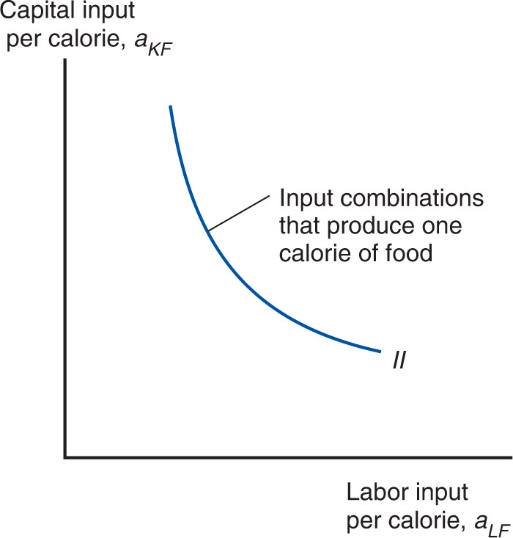 Capital input
per calorie, aKF
Input combinations
that produce one
calorie of food
II
Labor input
per calorie, aLF